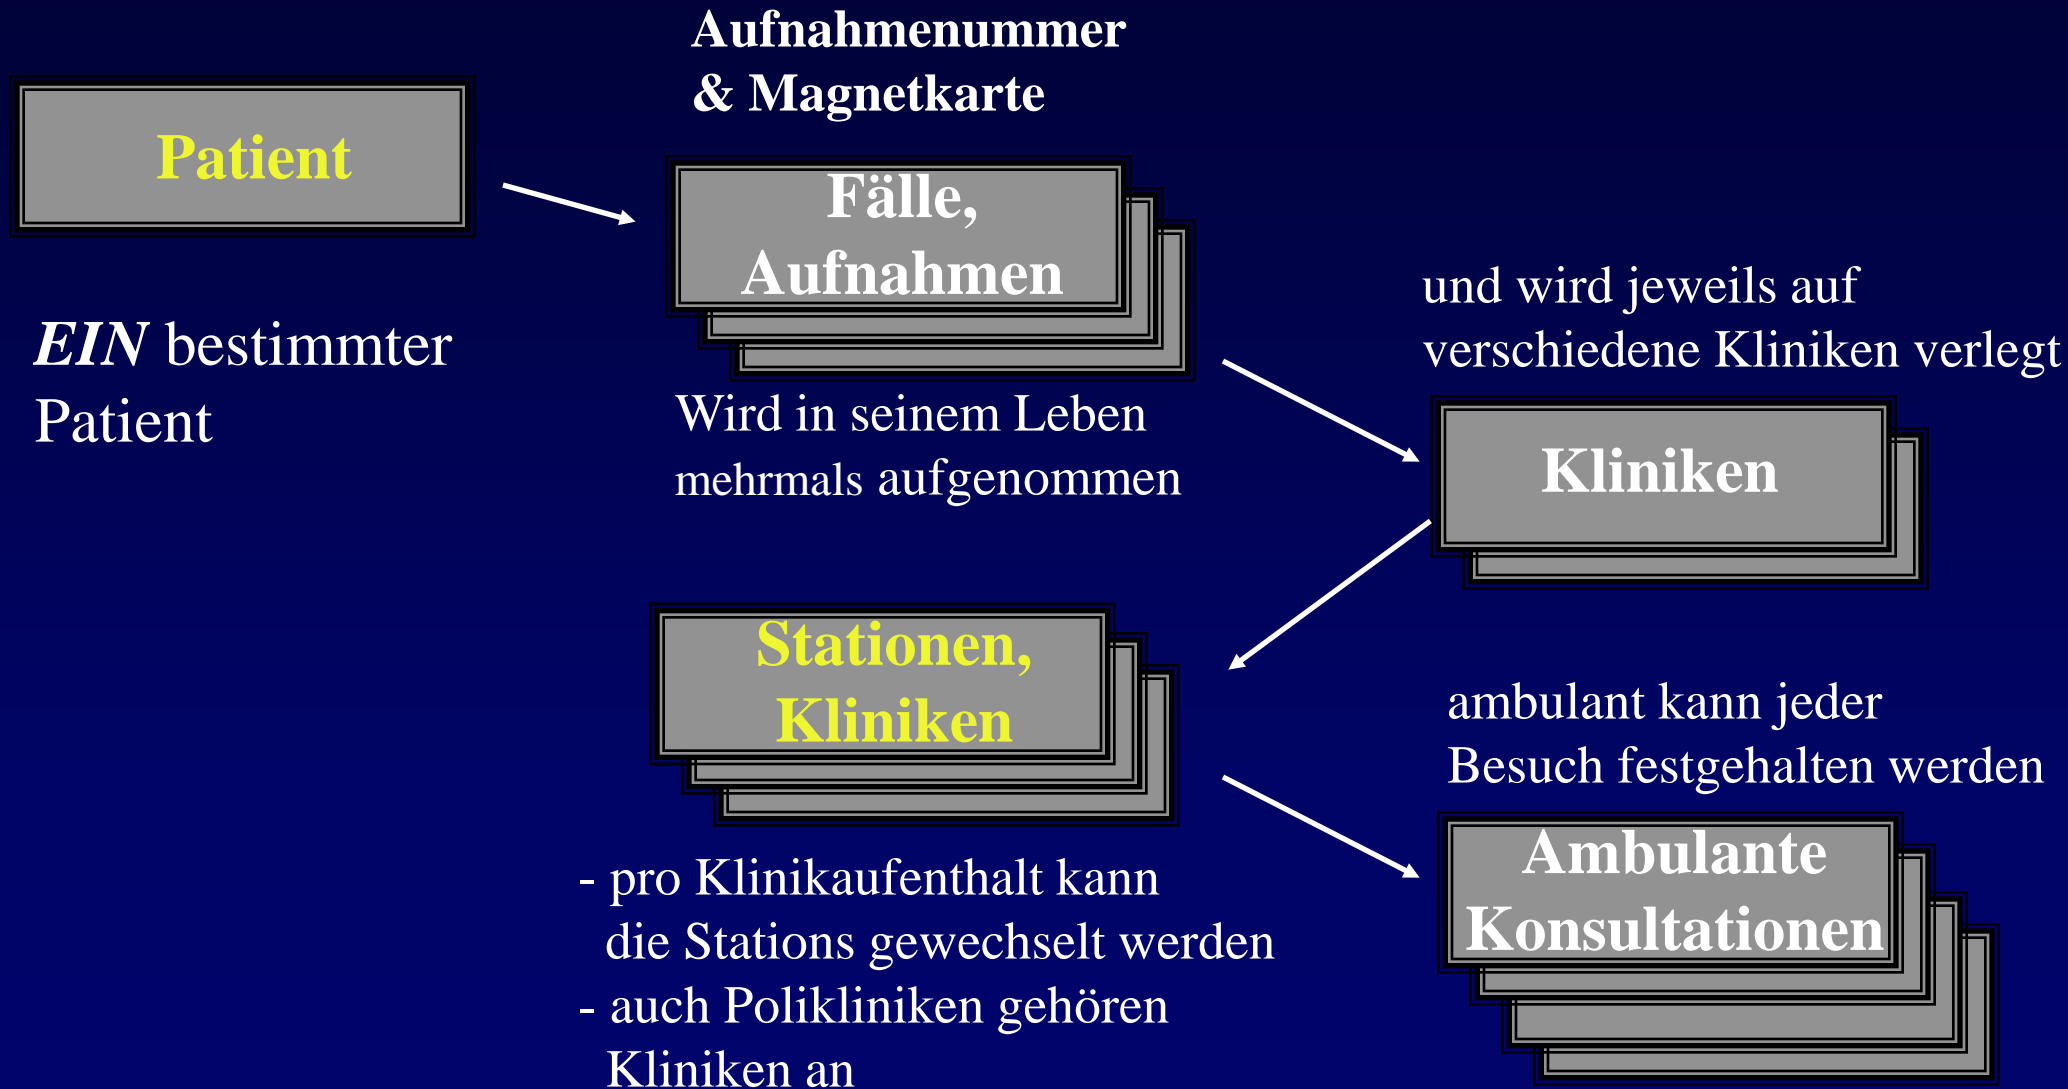 Aufnahmenummer
& Magnetkarte
Patient
Fälle,
Aufnahmen
EIN bestimmter
Patient
Wird in seinem Leben
mehrmals aufgenommen
und wird jeweils auf
verschiedene Kliniken verlegt
Kliniken
Stationen,
Kliniken
- pro Klinikaufenthalt kann
die Stations gewechselt werden
- auch Polikliniken gehören
Kliniken an
ambulant kann jeder
Besuch festgehalten werden
Ambulante
Konsultationen